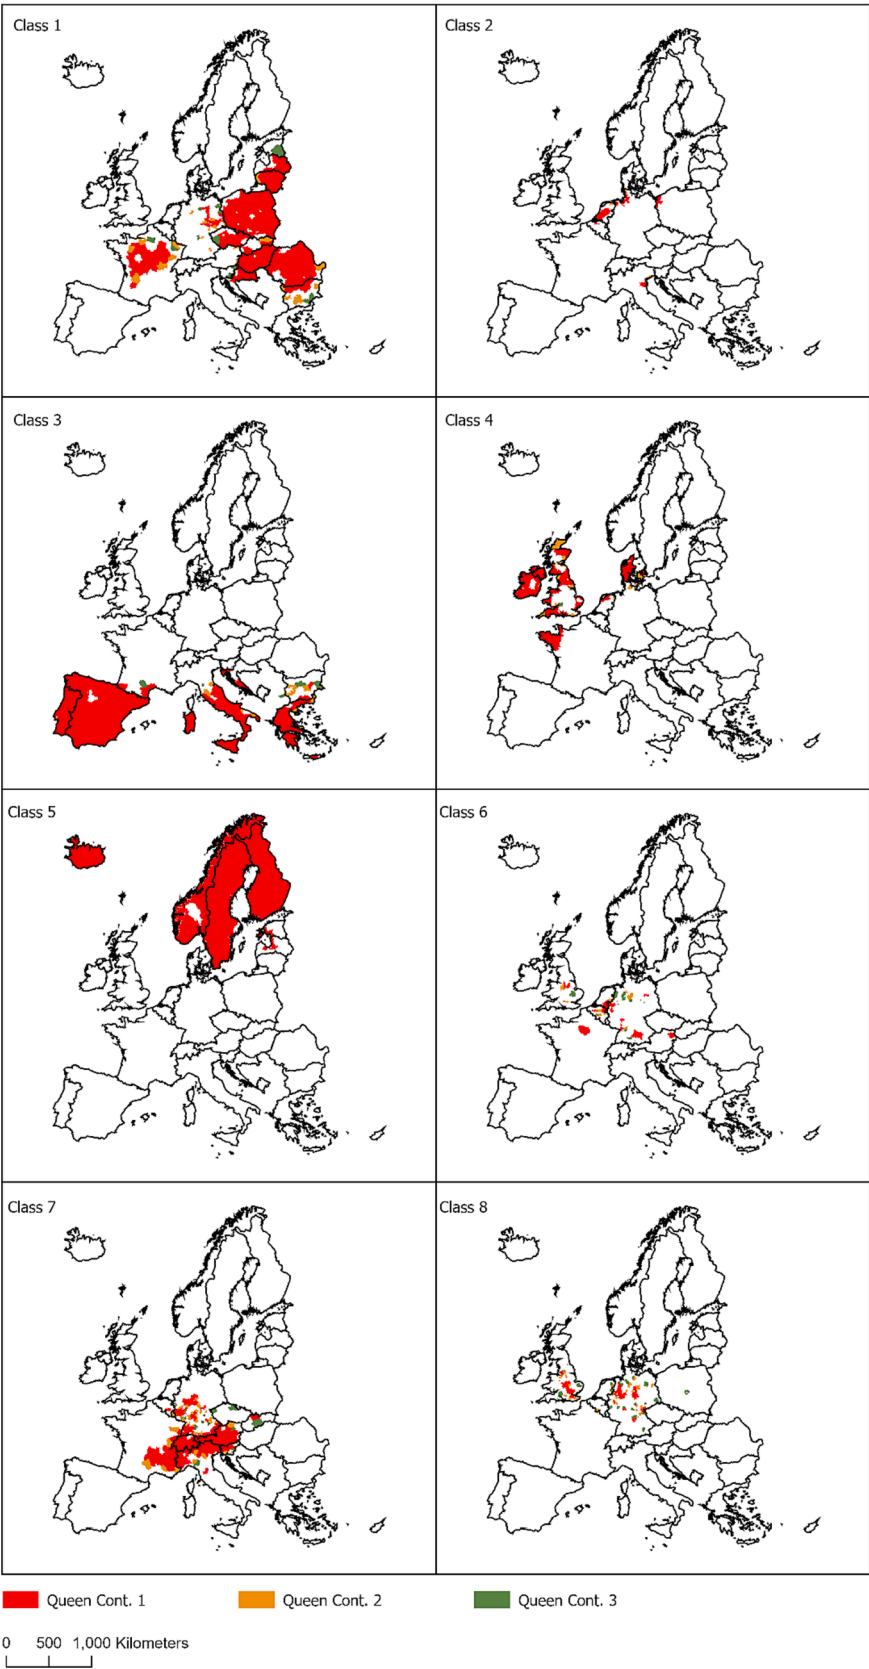 Class 1
Class 2
Class 3
Class 4
Class 5
Class 6
Class 7
Class 8
Queen Cont. 1
Queen Cont. 2
Queen Cont. 3
0 500 1,000 Kilometers